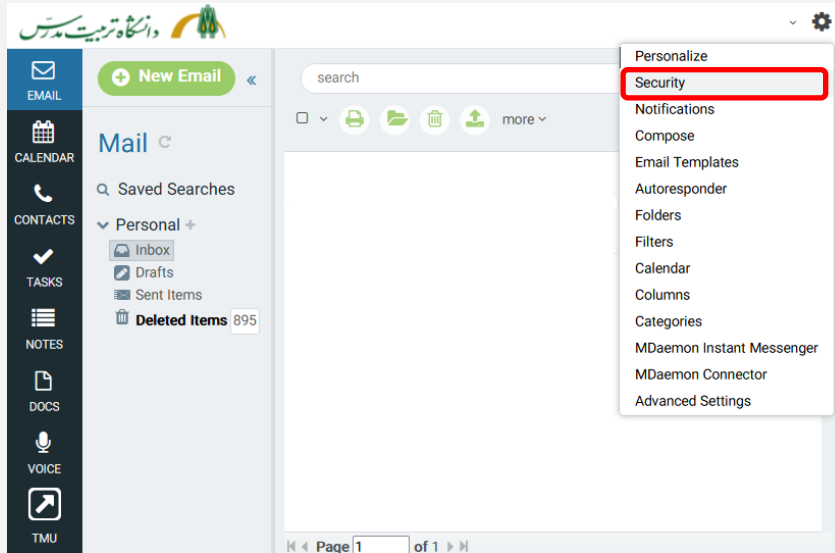 دانشگاه تربیت مدرس
EMAIL
CALENDAR
CONTACTS
TASKS
NOTES
DOCS
VOICE
TMU
New Email «
Mail
Saved Searches
Personal +
Inbox
Drafts
Sent Items
Deleted Items 895
search
more
Page 1 of 1
Personalize
Security
Notifications
Compose
Email Templates
Autoresponder
Folders
Filters
Calendar
Columns
Categories
MDaemon Instant Messenger
MDaemon Connector
Advanced Settings